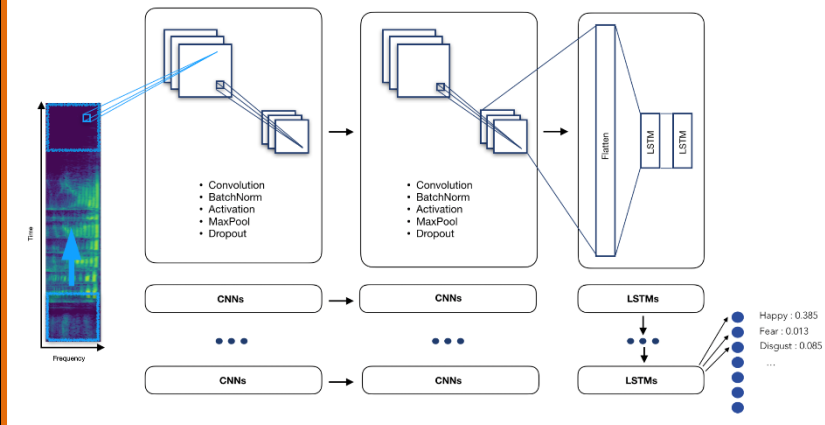 Time
Frequency
• Convolution
• BatchNorm
• Activation
• MaxPool
• Dropout
• Convolution
• BatchNorm
• Activation
• MaxPool
• Dropout
Flatten
LSTM
LSTM
CNNs
CNNs
LSTMs
CNNs
CNNs
LSTMs
Happy : 0.385
Fear : 0.013
Disgust : 0.085
...